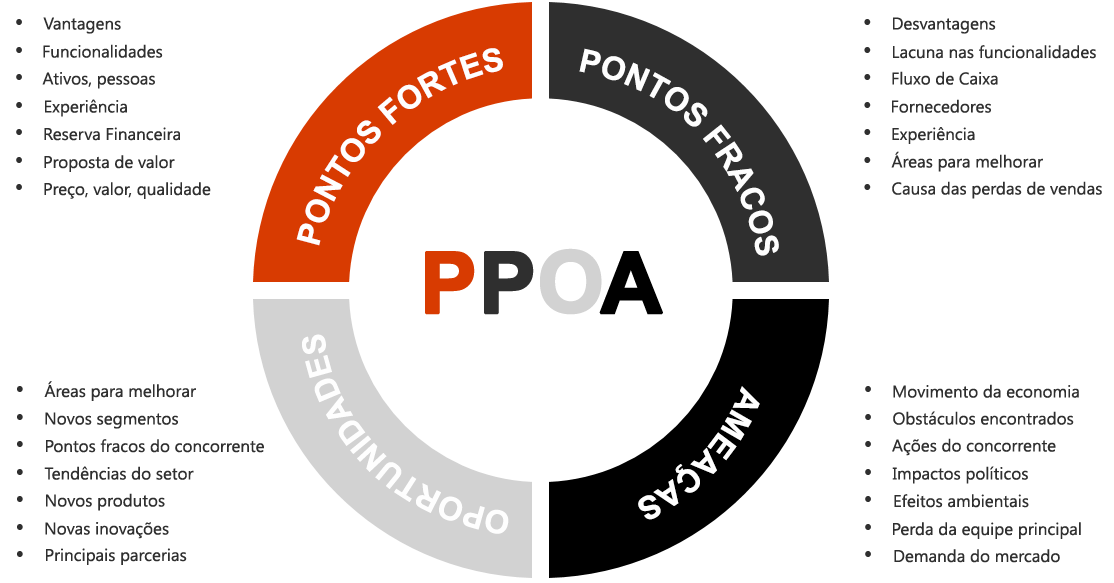 Vantagens
Funcionalidades
Ativos, pessoas
Experiência
Reserva Financeira
Proposta de valor
Preço, valor, qualidade
PONTOS FORTES
PONTOS FRACOS
Desvantagens
Lacuna nas funcionalidades
Fluxo de Caixa
Fornecedores
Experiência
Áreas para melhorar
Causa das perdas de vendas
PPOA
Áreas para melhorar
Novos segmentos
Pontos fracos do concorrente
Tendências do setor
Novos produtos
Novas inovações
Principais parcerias
OPORTUNIDADES
AMEAÇAS
Movimento da economia
Obstáculos encontrados
Ações do concorrente
Impactos políticos
Efeitos ambientais
Perda da equipe principal
Demanda do mercado